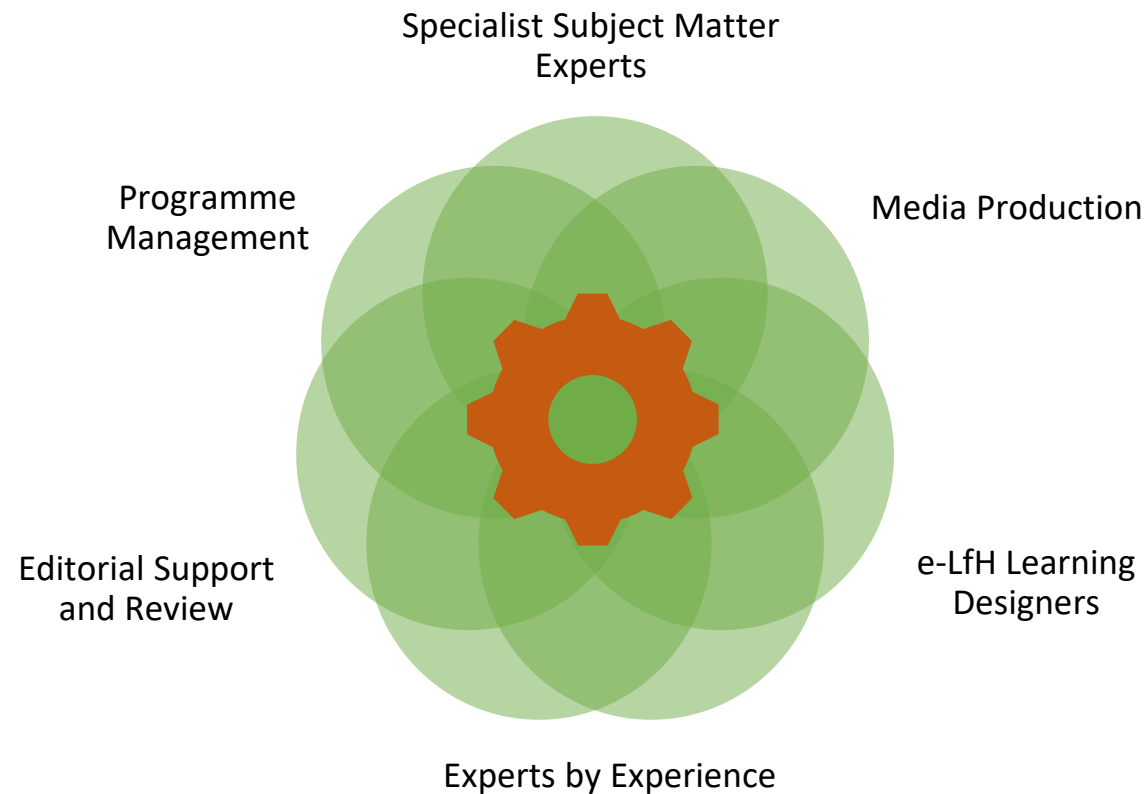 Specialist Subject Matter
Experts
Programme
Management
Media Production
Editorial Support
and Review
e-LfH Learning
Designers
Experts by Experience